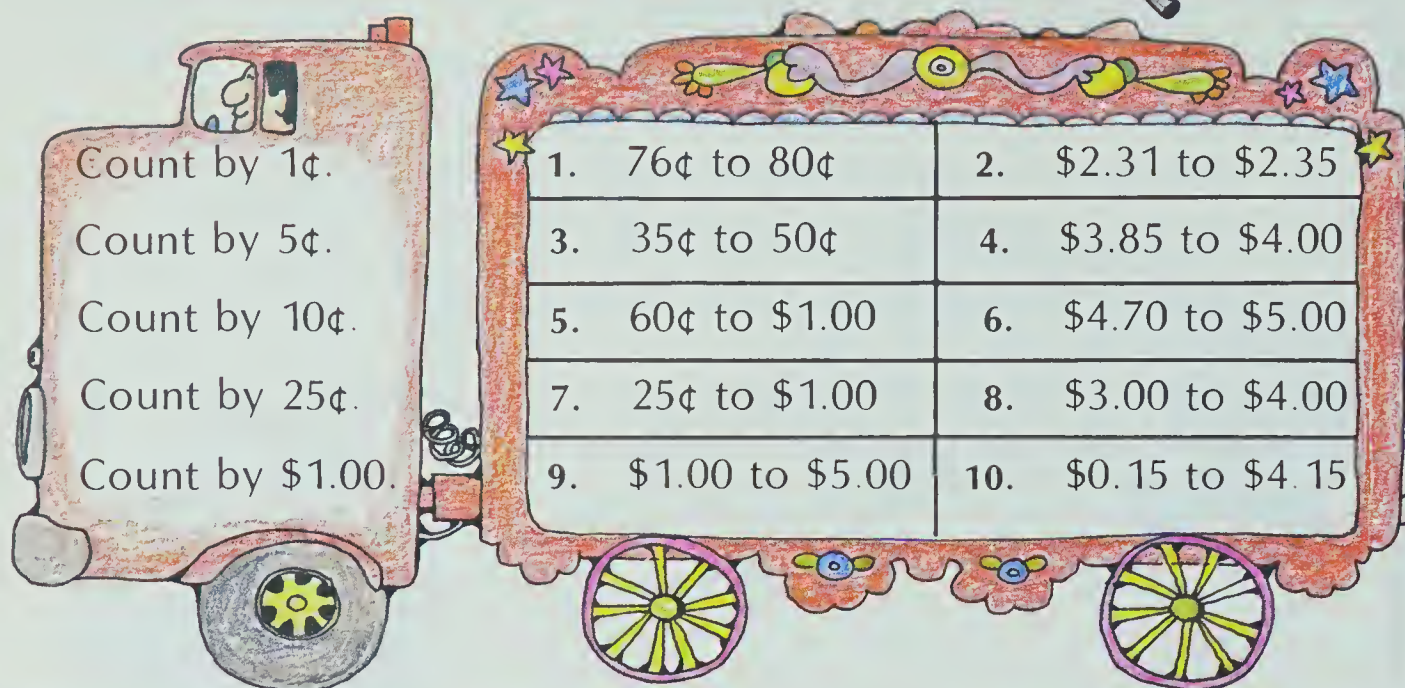 Count by 1¢. 1. 76¢ to 80¢ 2. $2.31 to $2.35
Count by 5¢. 3. 35¢ to 50¢ 4. $3.85 to $4.00
Count by 10¢. 5. 60¢ to $1.00 6. $4.70 to $5.00
Count by 25¢. 7. 25¢ to $1.00 8. $3.00 to $4.00
Count by $1.00. 9. $1.00 to $5.00 10. $0.15 to $4.15